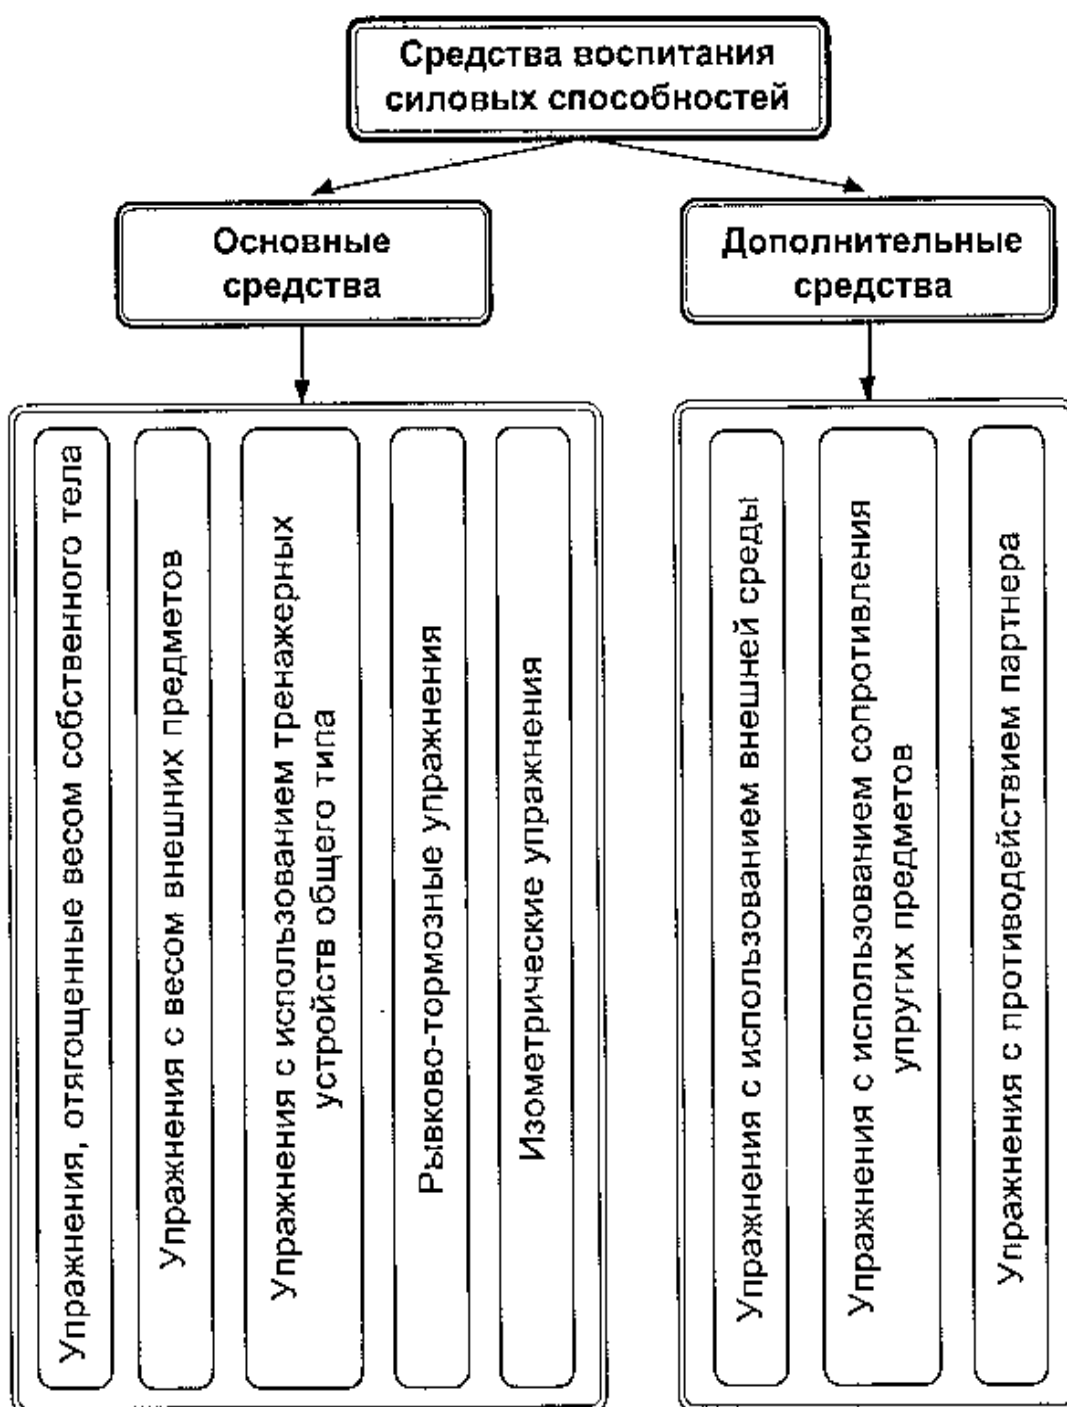 Средства воспитания
силовых способностей
Основные
средства
Дополнительные
средства
Упражнения, отягощенные весом собственного тела
Упражнения с весом внешних предметов
Упражнения с использованием тренажерных
устройств общего типа
Рывково-тормозные упражнения
Изометрические упражнения
Упражнения с использованием внешней среды
Упражнения с использованием сопротивления
упругих предметов
Упражнения с противодействием партнера